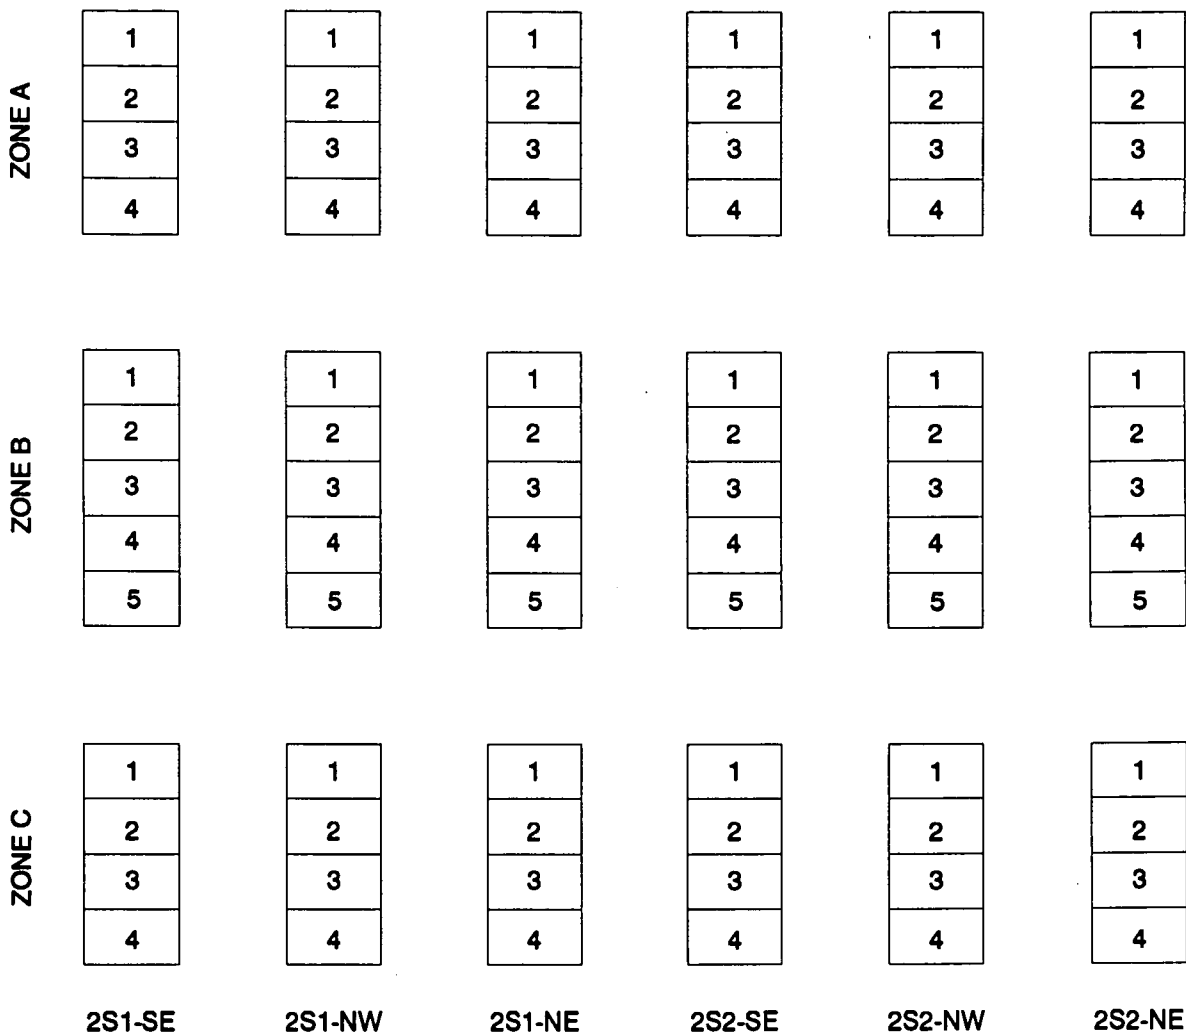 ZONE A
1 1 1 1 1 1
2 2 2 2 2 2
3 3 3 3 3 3
4 4 4 4 4 4
ZONE B
1 1 1 1 1 1
2 2 2 2 2 2
3 3 3 3 3 3
4 4 4 4 4 4
5 5 5 5 5 5
ZONE C
1 1 1 1 1 1
2 2 2 2 2 2
3 3 3 3 3 3
4 4 4 4 4 4
2S1-SE 2S1-NW 2S1-NE 2S2-SE 2S2-NW 2S2-NE